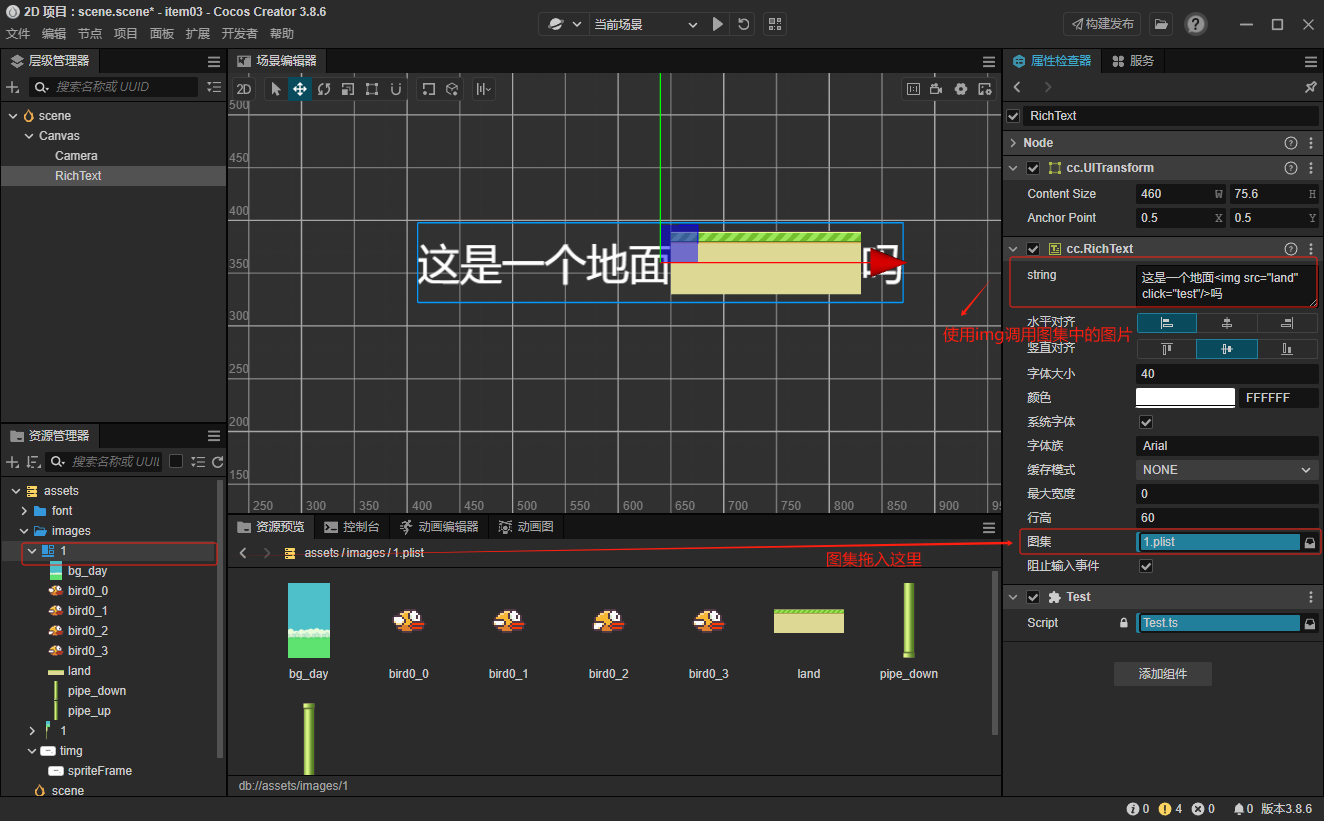 2D 项目 : scene.scene* - item03 - Cocos Creator 3.8.6
文件 编辑 节点 项目 面板 扩展 开发者 帮助
当前场景
构建发布
层级管理器
搜索名称或 UUID
scene
Canvas
Camera
RichText
场景编辑器
2D
500
450
400
350
300
250
200
150
250 300 350 400 450 500 550 600 650 700 750 800 850 900 95
这是一个地面吗
使用img调用图集中的图片
资源管理器
搜索名称或 UUI
assets
font
images
1
bg_day
bird0_0
bird0_1
bird0_2
bird0_3
land
pipe_down
pipe_up
1
timg
spriteFrame
scene
资源预览 控制台 动画编辑器 动画图
assets / images / 1.plist
图集拖入这里
bg_day bird0_0 bird0_1 bird0_2 bird0_3 land pipe_down
db://assets/images/1
属性检查器 服务
RichText
Node
cc.UITransform
Content Size 460 W 75.6 H
Anchor Point 0.5 X 0.5 Y
cc.RichText
string 这是一个地面<img src="land"
click="test"/>吗
水平对齐
竖直对齐
字体大小 40
颜色 FFFFFF
系统字体
字体族 Arial
缓存模式 NONE
最大宽度 0
行高 60
图集 1.plist
阻止输入事件
Test
Script Test.ts
添加组件
0 4 0 0 版本3.8.6